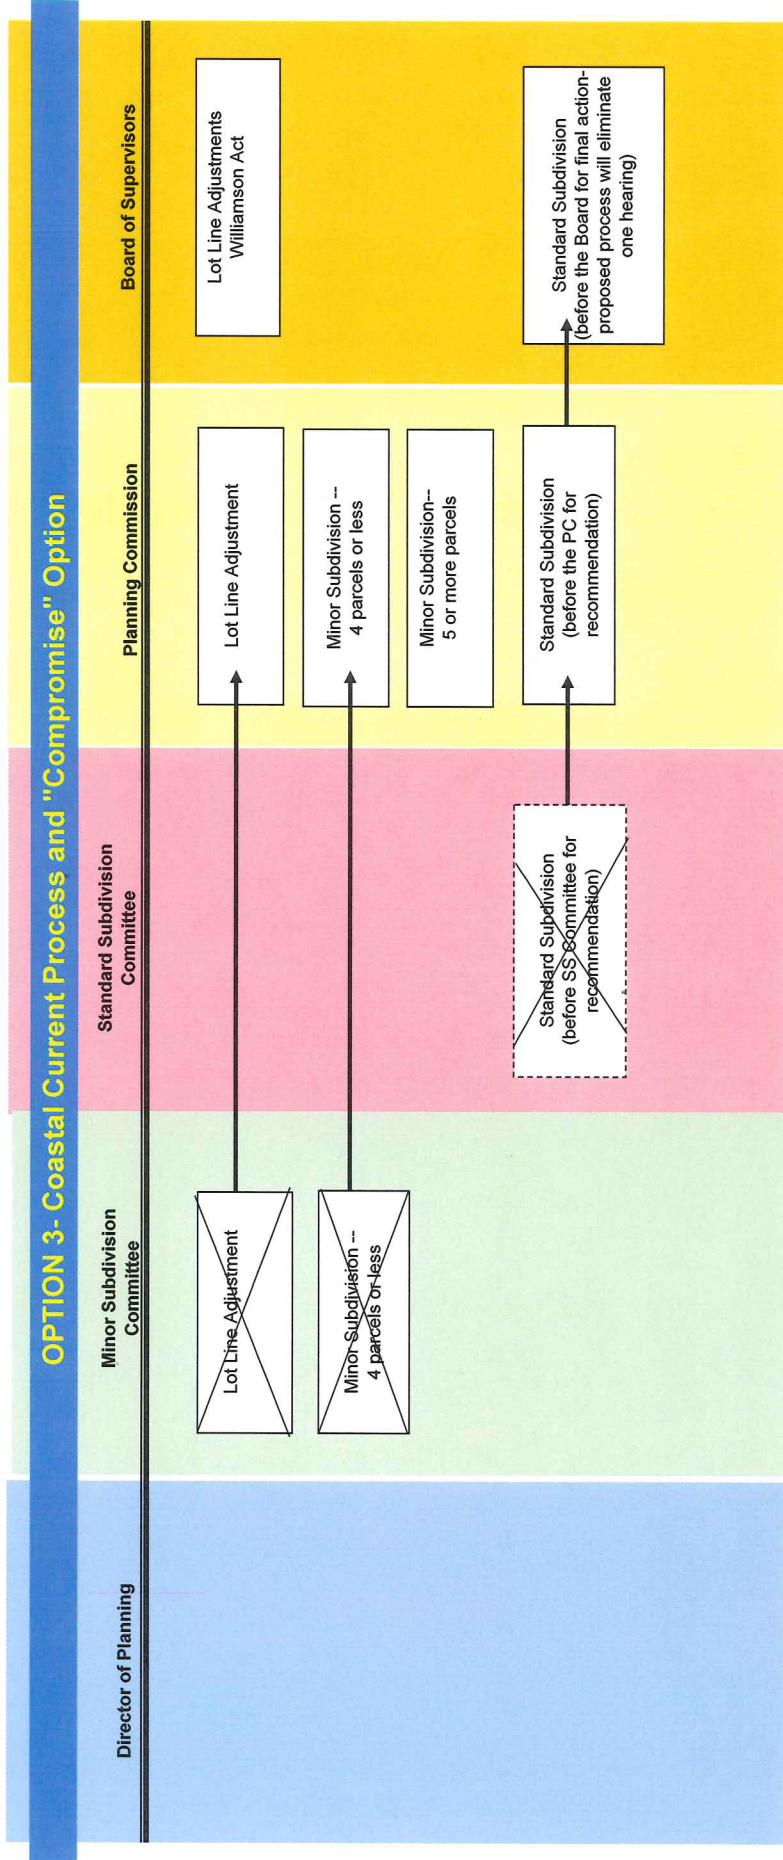 OPTION 3- Coastal Current Process and "Compromise" Option
Director of Planning
Minor Subdivision
Committee
Standard Subdivision
Committee
Planning Commission
Board of Supervisors
Lot Line Adjustment
Lot Line Adjustment
Lot Line Adjustments
Williamson Act
Minor Subdivision --
4 parcels or less
Minor Subdivision --
4 parcels or less
Minor Subdivision--
5 or more parcels
Standard Subdivision
(before SS Committee for
recommendation)
Standard Subdivision
(before the PC for
recommendation)
Standard Subdivision
(before the Board for final action-
proposed process will eliminate
one hearing)